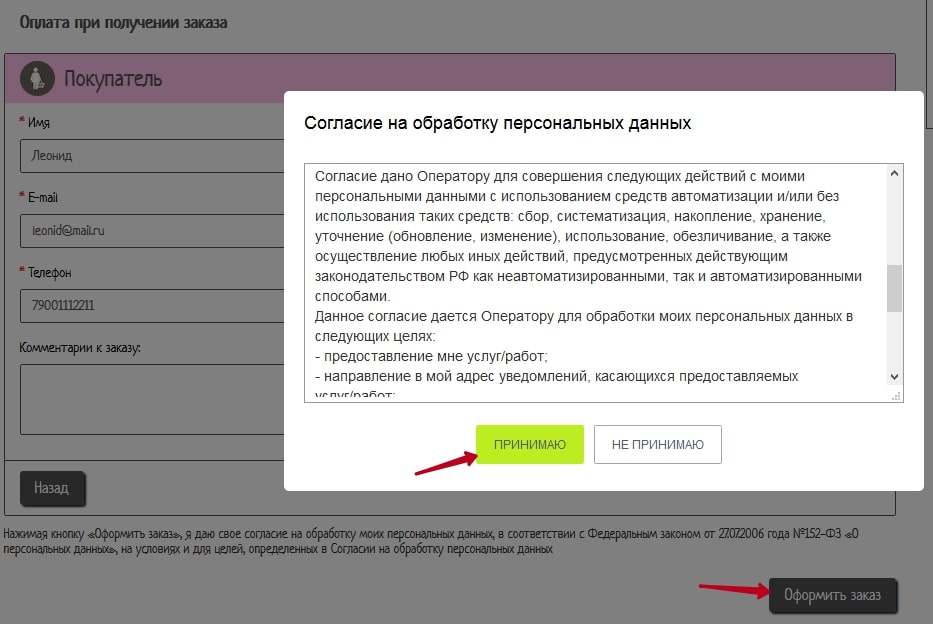 Оплата при получении заказа
Покупатель
* Имя
Леонид
* E-mail
leonid@mail.ru
* Телефон
79001112211
Комментарии к заказу:
Назад
Согласие на обработку персональных данных
Согласие дано Оператору для совершения следующих действий с моими
персональными данными с использованием средств автоматизации и/или без
использования таких средств: сбор, систематизация, накопление, хранение,
уточнение (обновление, изменение), использование, обезличивание, а также
осуществление любых иных действий, предусмотренных действующим
законодательством РФ как неавтоматизированными, так и автоматизированными
способами.
Данное согласие дается Оператору для обработки моих персональных данных в
следующих целях:
- предоставление мне услуг/работ;
- направление в мой адрес уведомлений, касающихся предоставляемых
услуг/работ;
ПРИНИМАЮ
НЕ ПРИНИМАЮ
Нажимая кнопку «Оформить заказ», я даю свое согласие на обработку моих персональных данных, в соответствии с Федеральным законом от 27.07.2006 года №152-ФЗ «О
персональных данных», на условиях и для целей, определенных в Согласии на обработку персональных данных
Оформить заказ